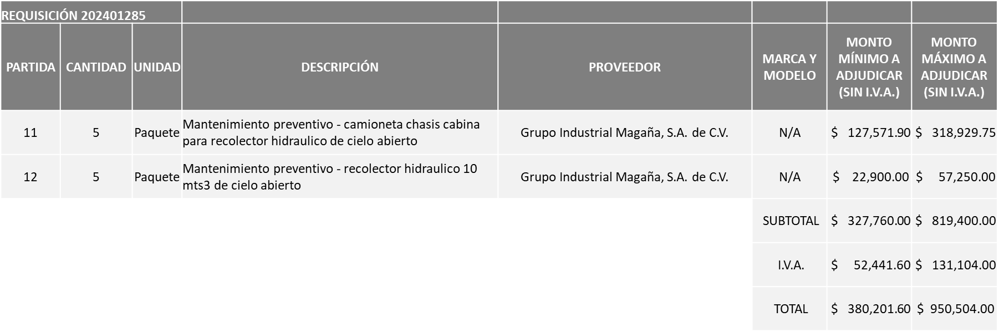 REQUISICIÓN 202401285
PARTIDA CANTIDAD UNIDAD DESCRIPCIÓN PROVEEDOR MARCA Y MODELO MONTO MÍNIMO A ADJUDICAR (SIN I.V.A.) MONTO MÁXIMO A ADJUDICAR (SIN I.V.A.)
11 5 Paquete Mantenimiento preventivo - camioneta chasis cabina para recolector hidraulico de cielo abierto Grupo Industrial Magaña, S.A. de C.V. N/A $ 127,571.90 $ 318,929.75
12 5 Paquete Mantenimiento preventivo - recolector hidraulico 10 mts3 de cielo abierto Grupo Industrial Magaña, S.A. de C.V. N/A $ 22,900.00 $ 57,250.00
SUBTOTAL $ 327,760.00 $ 819,400.00
I.V.A. $ 52,441.60 $ 131,104.00
TOTAL $ 380,201.60 $ 950,504.00